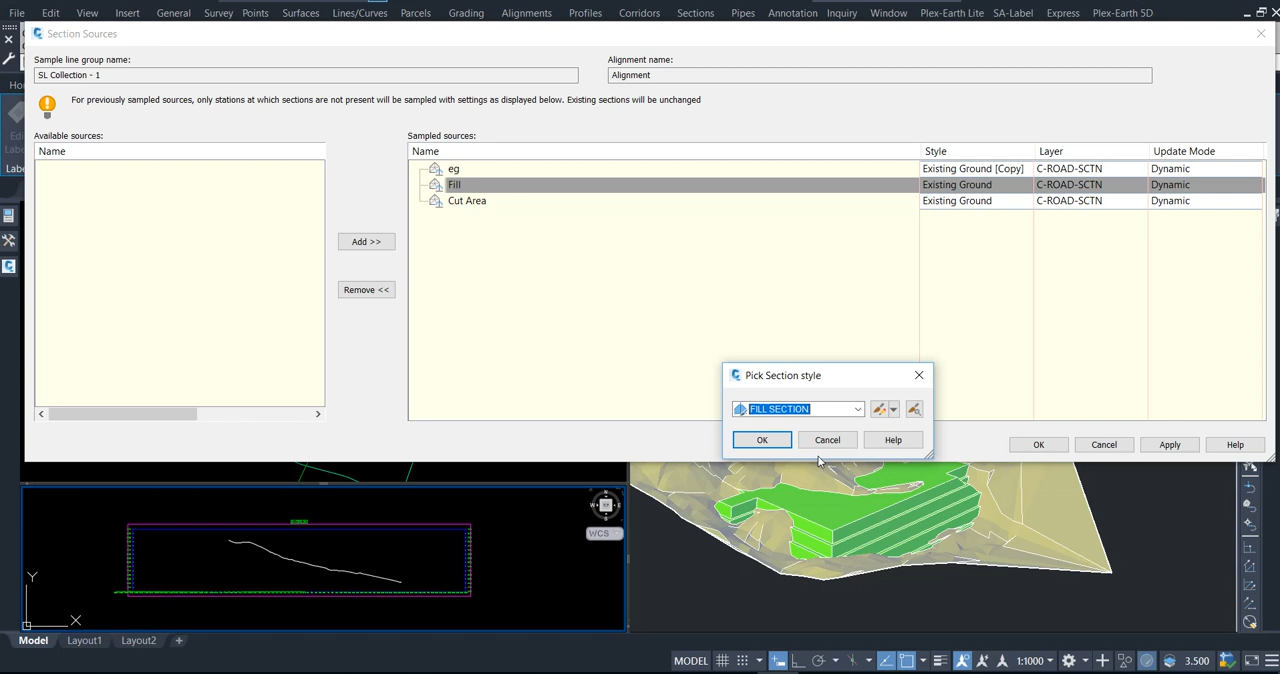 File Edit View Insert General Survey Points Surfaces Lines/Curves Parcels Grading Alignments Profiles Corridors Sections Pipes Annotation Inquiry Window Plex-Earth Lite SA-Label Express Plex-Earth 5D
Section Sources
Sample line group name: Alignment name:
SL Collection - 1 Alignment
For previously sampled sources, only stations at which sections are not present will be sampled with settings as displayed below. Existing sections will be unchanged
Available sources: Sampled sources:
Name Name Style Layer Update Mode
eg Existing Ground [Copy] C-ROAD-SCTN Dynamic
Fill Existing Ground C-ROAD-SCTN Dynamic
Cut Area Existing Ground C-ROAD-SCTN Dynamic
Add >>
Remove <<
Pick Section style
FILL SECTION
OK Cancel Help
OK Cancel Apply Help
WCS
Y
X
Model Layout1 Layout2
MODEL 1:1000 3.500